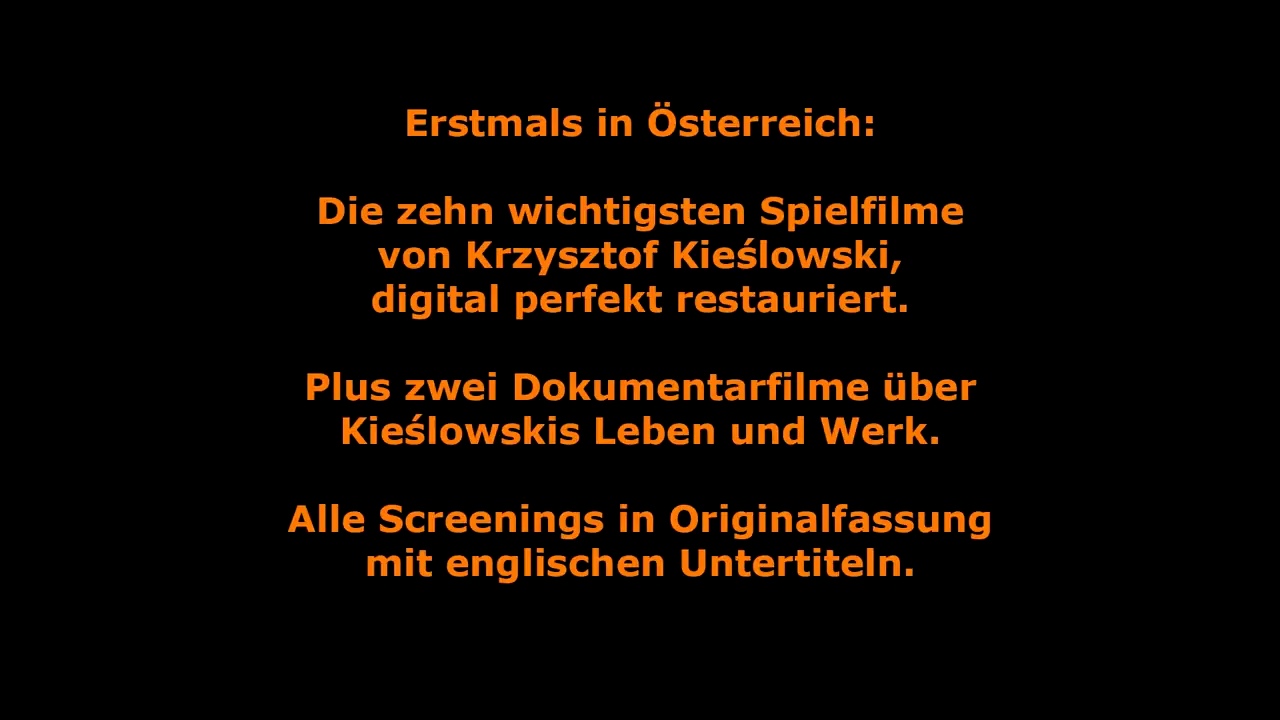 Erstmals in Österreich:
Die zehn wichtigsten Spielfilme
von Krzysztof Kieślowski,
digital perfekt restauriert.
Plus zwei Dokumentarfilme über
Kieślowskis Leben und Werk.
Alle Screenings in Originalfassung
mit englischen Untertiteln.